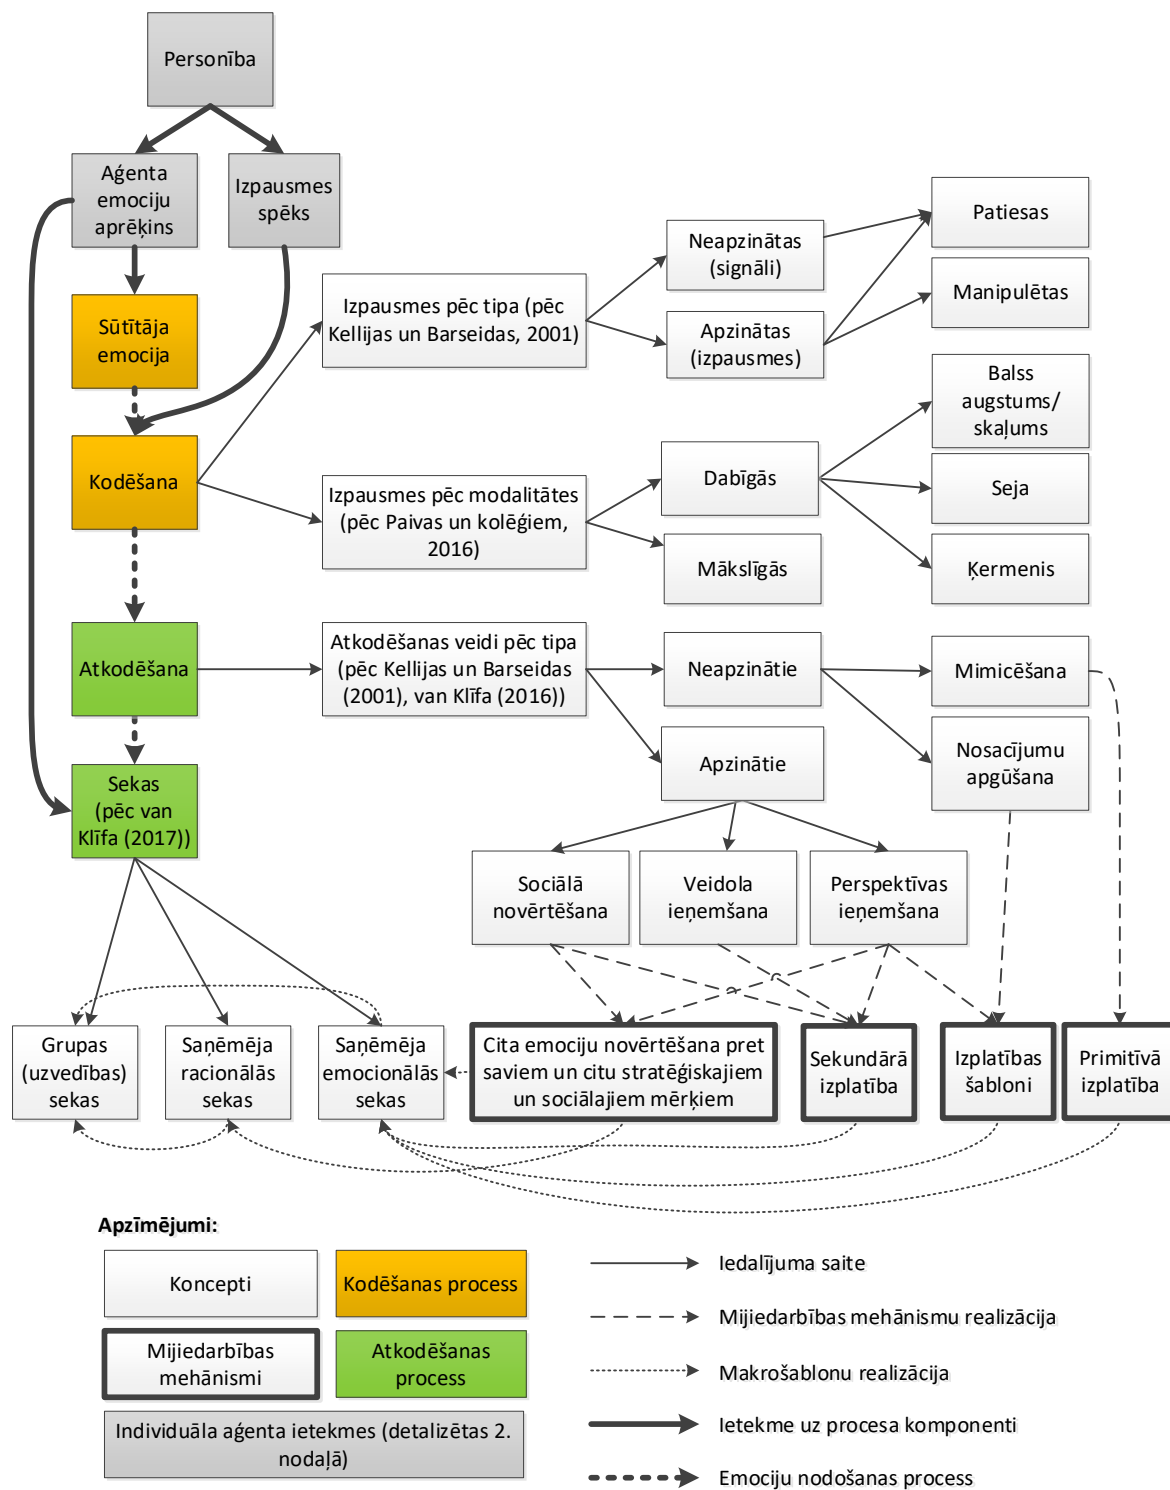 Personība
Aģenta
emociju
aprēķins
Izpausmes
spēks
Sūtītāja
emocija
Kodēšana
Atkodēšana
Sekas
(pēc van
Klīfa (2017))
Izpausmes pēc tipa (pēc
Kellijas un Barseidas, 2001)
Neapzinātas
(signāli)
Apzinātas
(izpausmes)
Patiesas
Manipulētas
Izpausmes pēc modalitātes
(pēc Paivas un kolēģiem,
2016)
Dabīgās
Mākslīgās
Balss
augstums/
skaļums
Seja
Ķermenis
Atkodēšanas veidi pēc tipa
(pēc Kellijas un Barseidas
(2001), van Klīfa (2016))
Neapzinātie
Apzinātie
Mimicēšana
Nosacījumu
apgūšana
Sociālā
novērtēšana
Veidola
ieņemšana
Perspektīvas
ieņemšana
Grupas
(uzvedības)
sekas
Saņēmēja
racionālās
sekas
Saņēmēja
emocionālās
sekas
Cita emociju novērtēšana pret
saviem un citu stratēģiskajiem
un sociālajiem mērķiem
Sekundārā
izplatība
Izplatības
šabloni
Primitīvā
izplatība
Apzīmējumi:
Koncepti
Kodēšanas process
Mijiedarbības
mehānismi
Atkodēšanas
process
Individuāla aģenta ietekmes (detalizētas 2.
nodaļā)
Iedalījuma saite
Mijiedarbības mehānismu realizācija
Makrošablonu realizācija
Ietekme uz procesa komponenti
Emociju nodošanas process